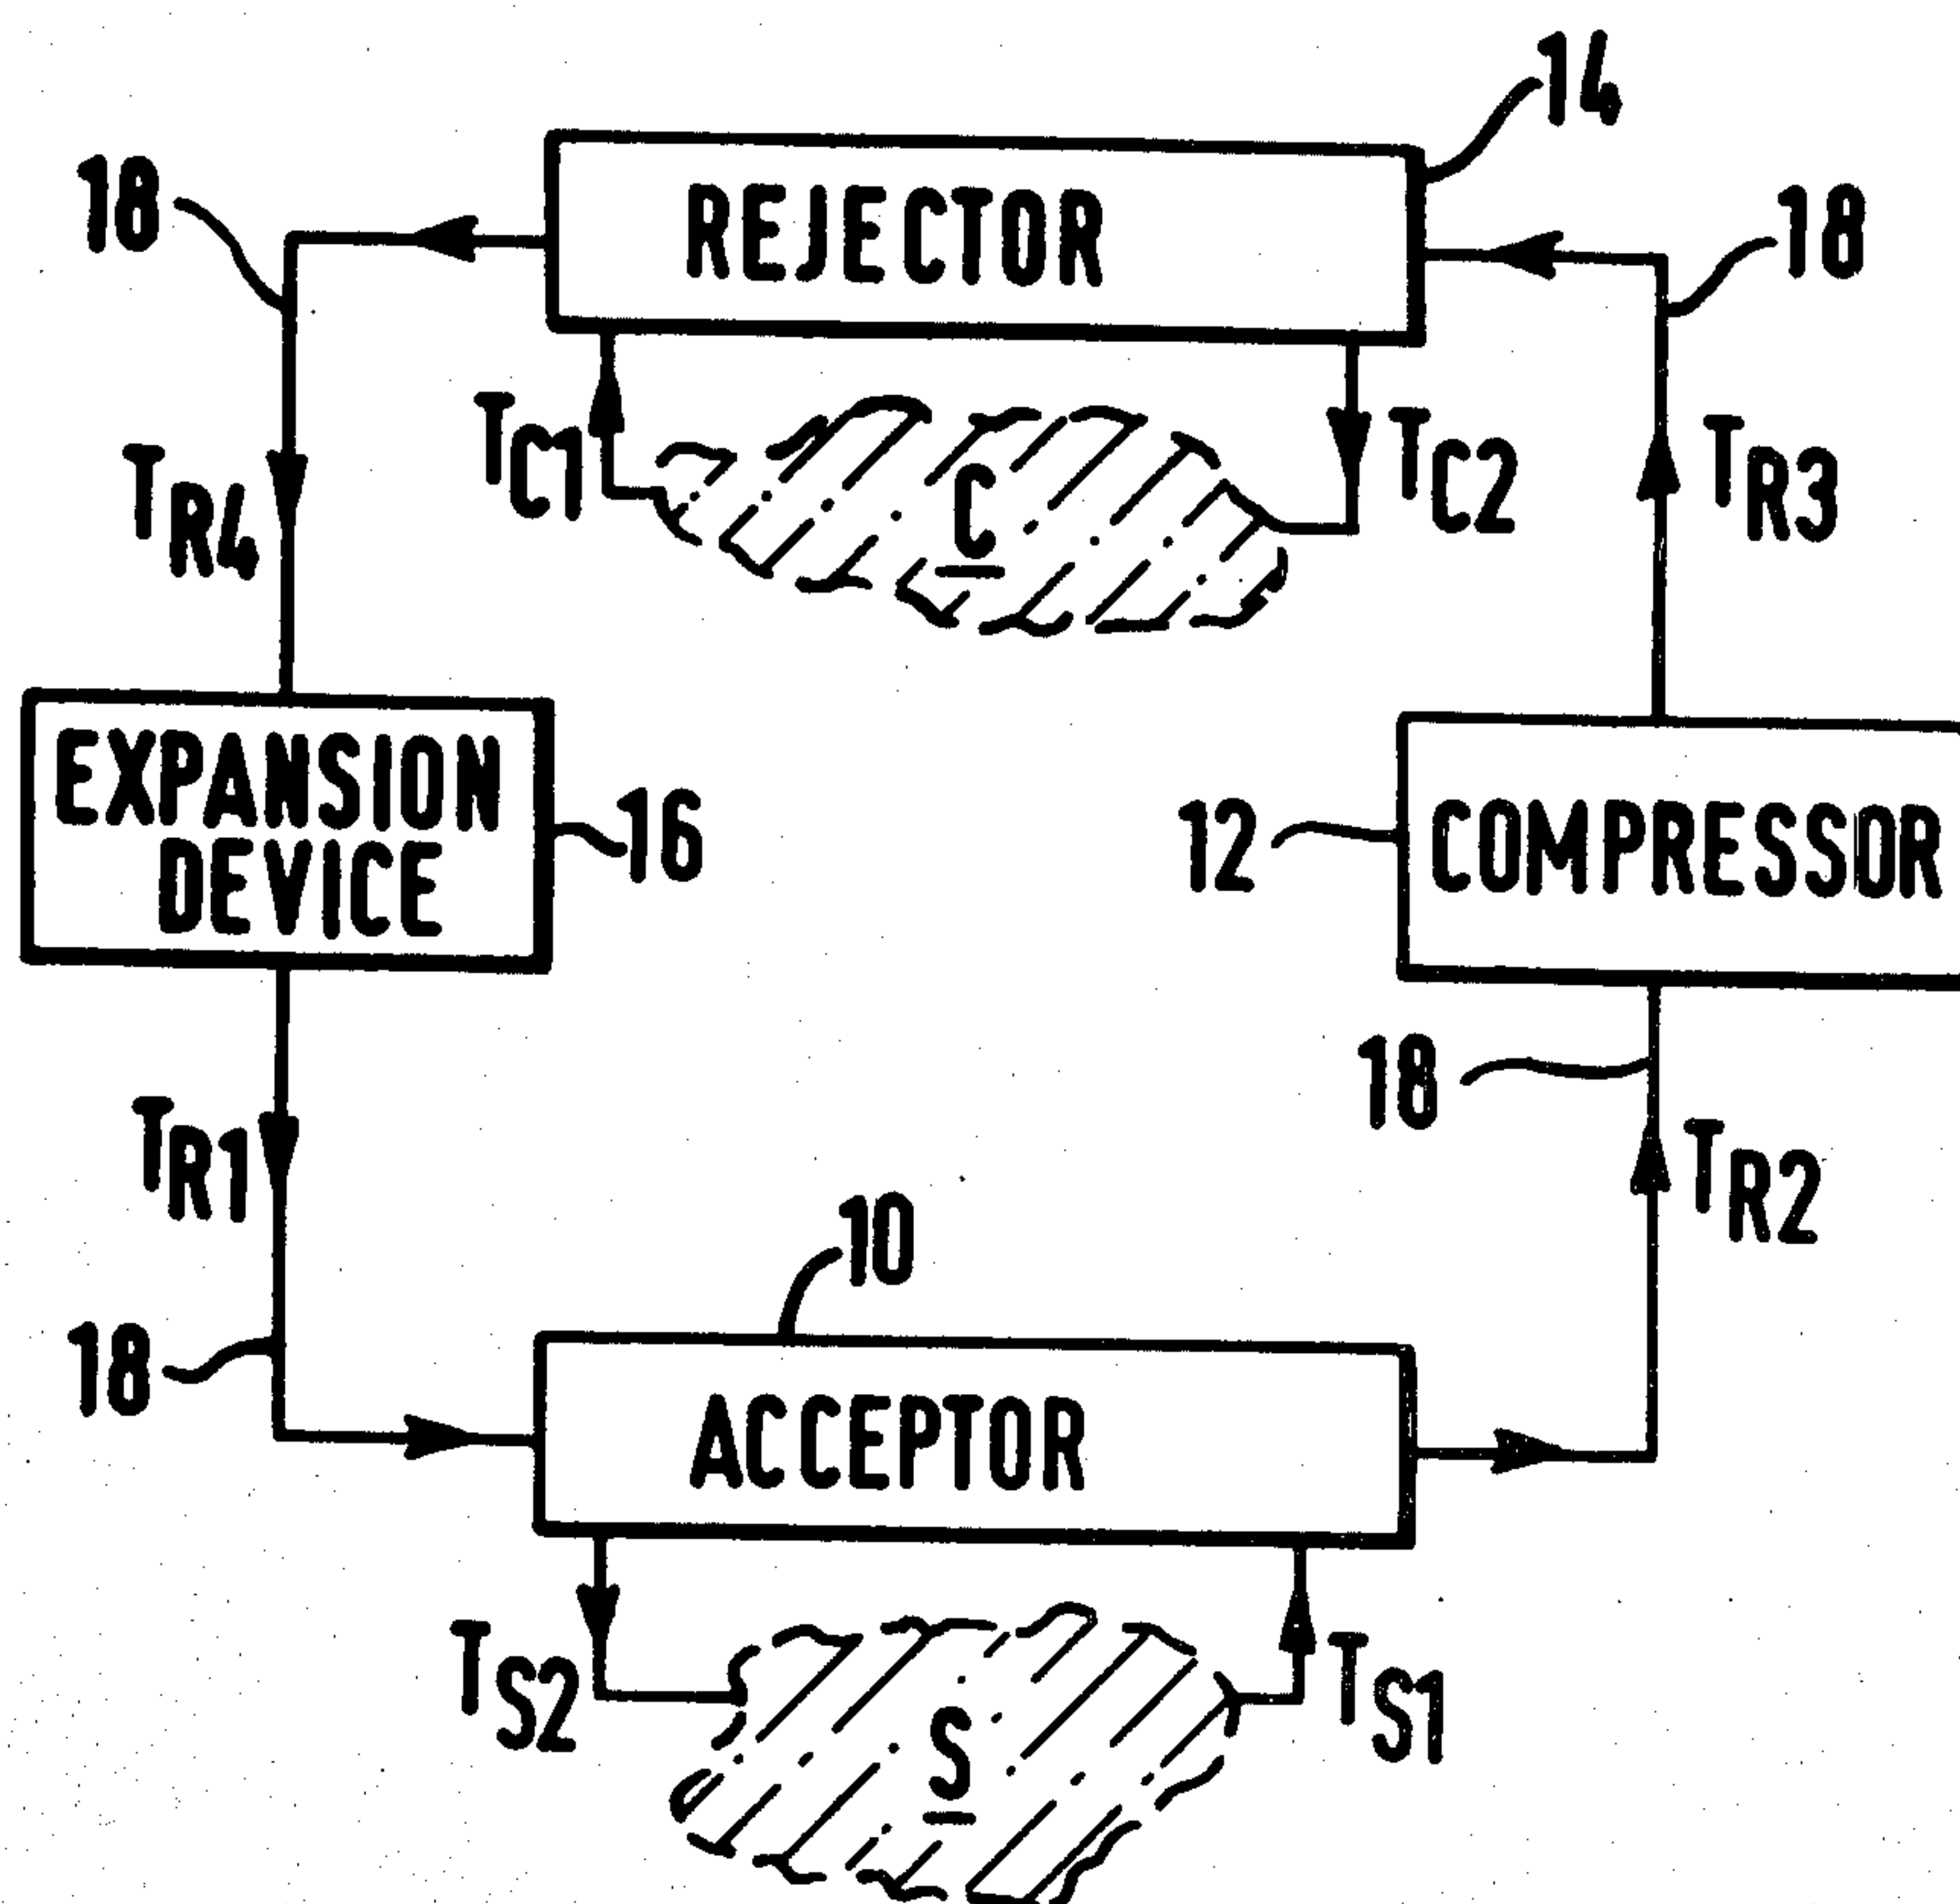 14
18
REJECTOR
18
TC1
TC2
TR3
TR4
C
EXPANSION
DEVICE
16
12
COMPRESSOR
18
TR1
TR2
10
18
ACCEPTOR
TS2
TS1
S